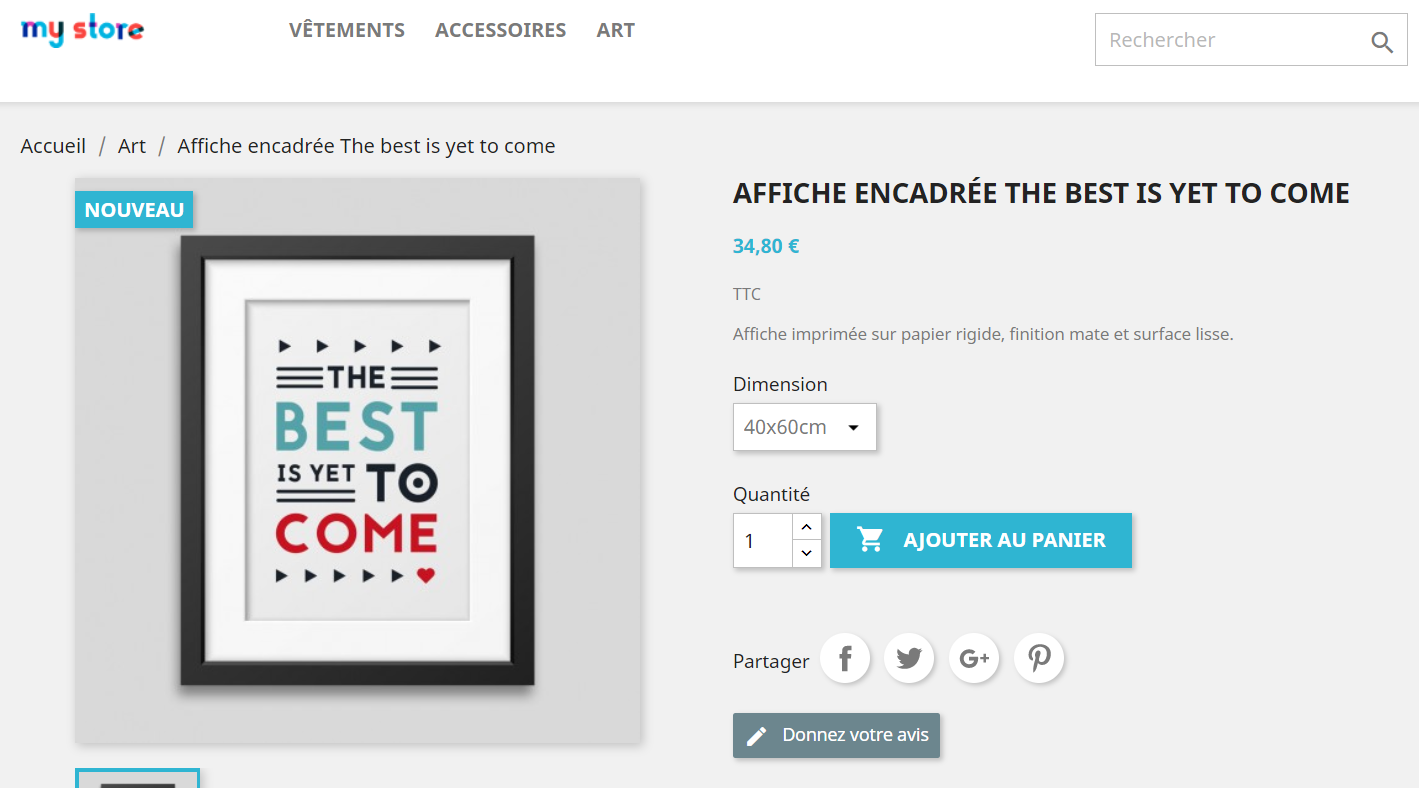 my store
VÊTEMENTS ACCESSOIRES ART
Rechercher
Accueil / Art / Affiche encadrée The best is yet to come
NOUVEAU
THE
BEST
IS YET TO
COME
AFFICHE ENCADRÉE THE BEST IS YET TO COME
34,80 €
TTC
Affiche imprimée sur papier rigide, finition mate et surface lisse.
Dimension
40x60cm
Quantité
1
AJOUTER AU PANIER
Partager
Donnez votre avis